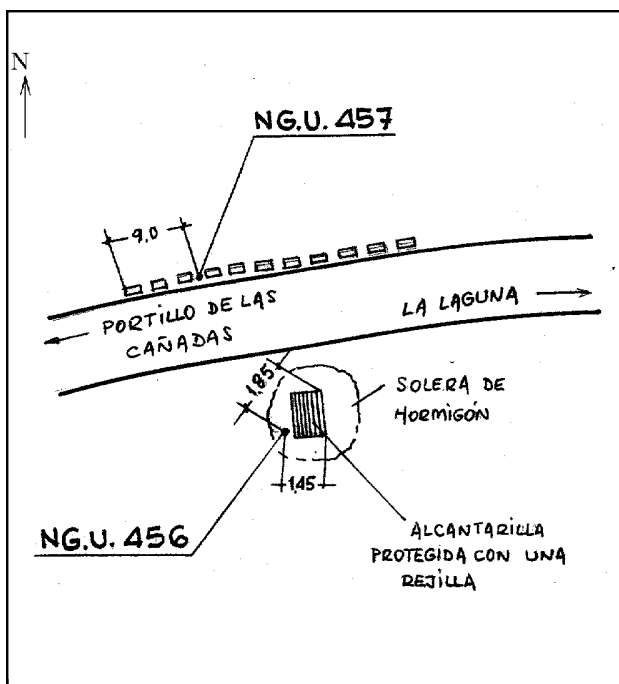 N
NG.U. 457
9,0
PORTILLO DE LAS
CAÑADAS
LA LAGUNA
1,85
SOLERA DE
HORMIGÓN
1,45
NG.U. 456
ALCANTARILLA
PROTEGIDA CON UNA
REJILLA